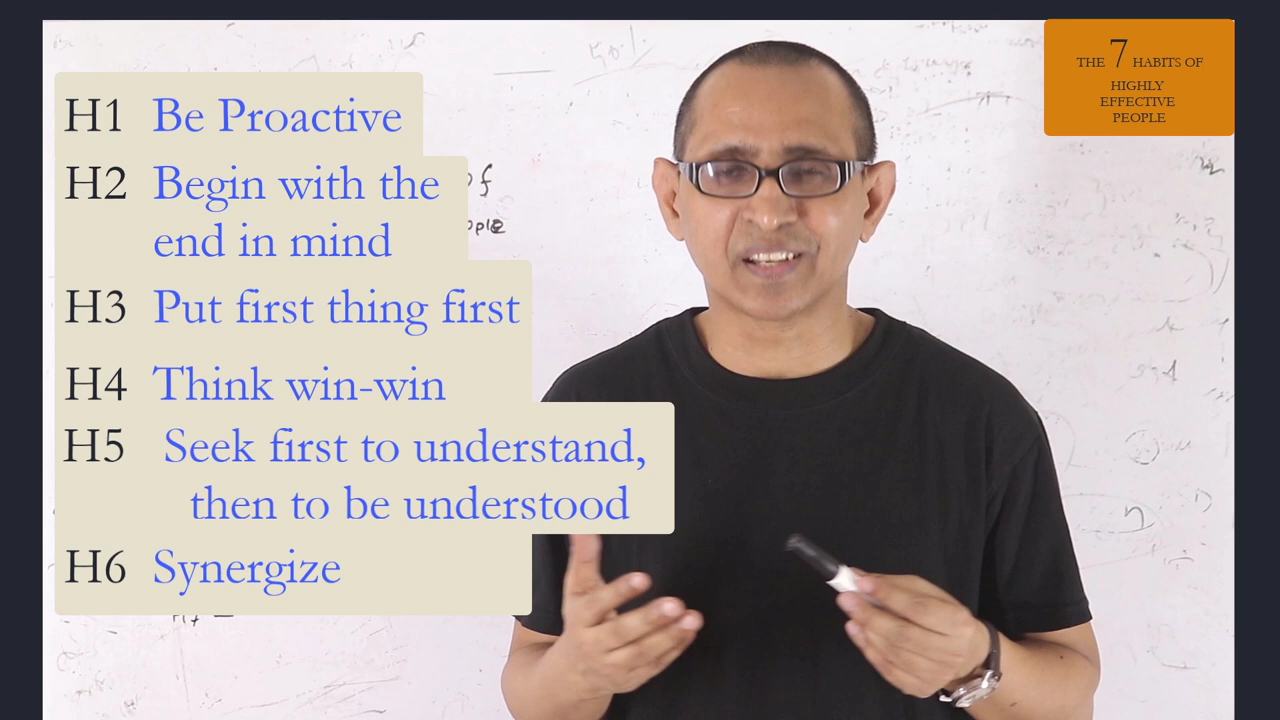 THE 7 HABITS OF
HIGHLY
EFFECTIVE
PEOPLE
H1 Be Proactive
H2 Begin with the
end in mind
H3 Put first thing first
H4 Think win-win
H5 Seek first to understand,
then to be understood
H6 Synergize